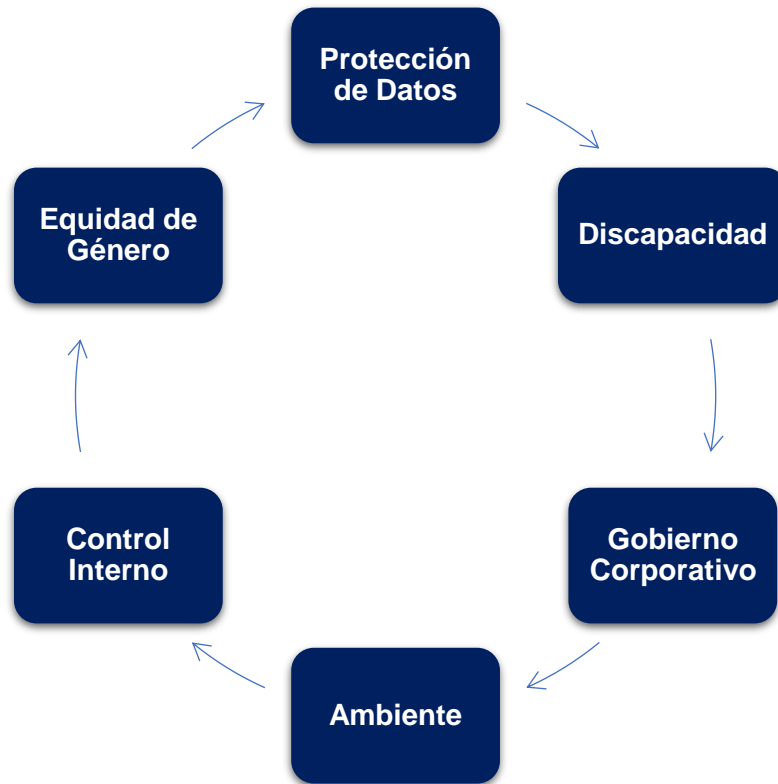 Protección
de Datos
Discapacidad
Gobierno
Corporativo
Ambiente
Control
Interno
Equidad de
Género